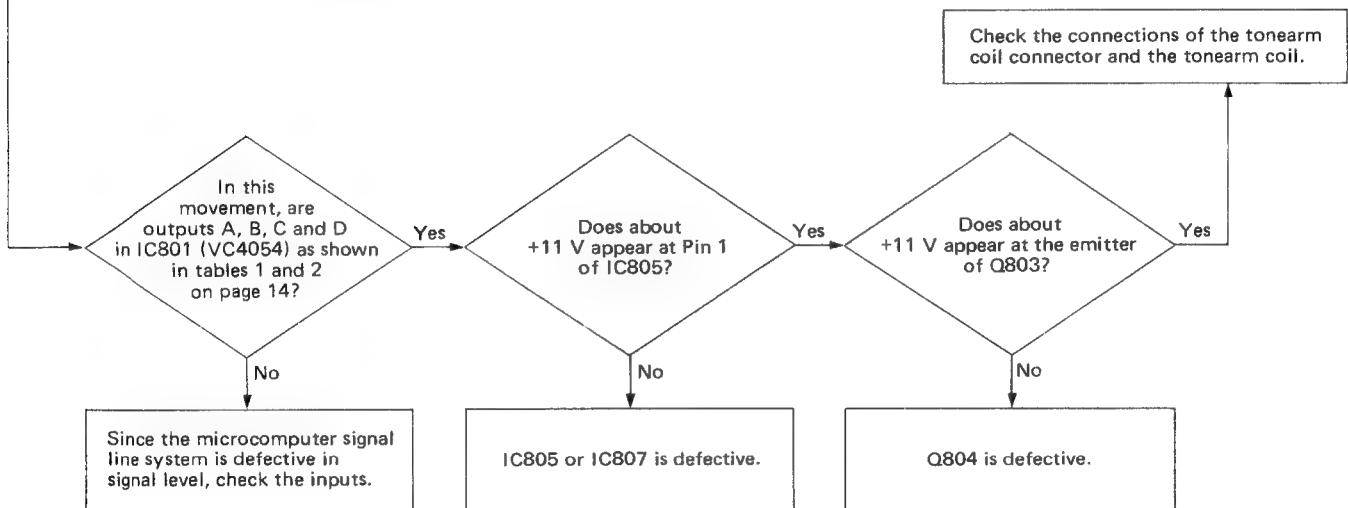 Check the connections of the tonearm
coil connector and the tonearm coil.
In this
movement, are
outputs A, B, C and D
in IC801 (VC4054) as shown
in tables 1 and 2
on page 14?
Yes
Does about
+11 V appear at Pin 1
of IC805?
Yes
Does about
+11 V appear at the emitter
of Q803?
Yes
No
No
No
Since the microcomputer signal
line system is defective in
signal level, check the inputs.
IC805 or IC807 is defective.
Q804 is defective.